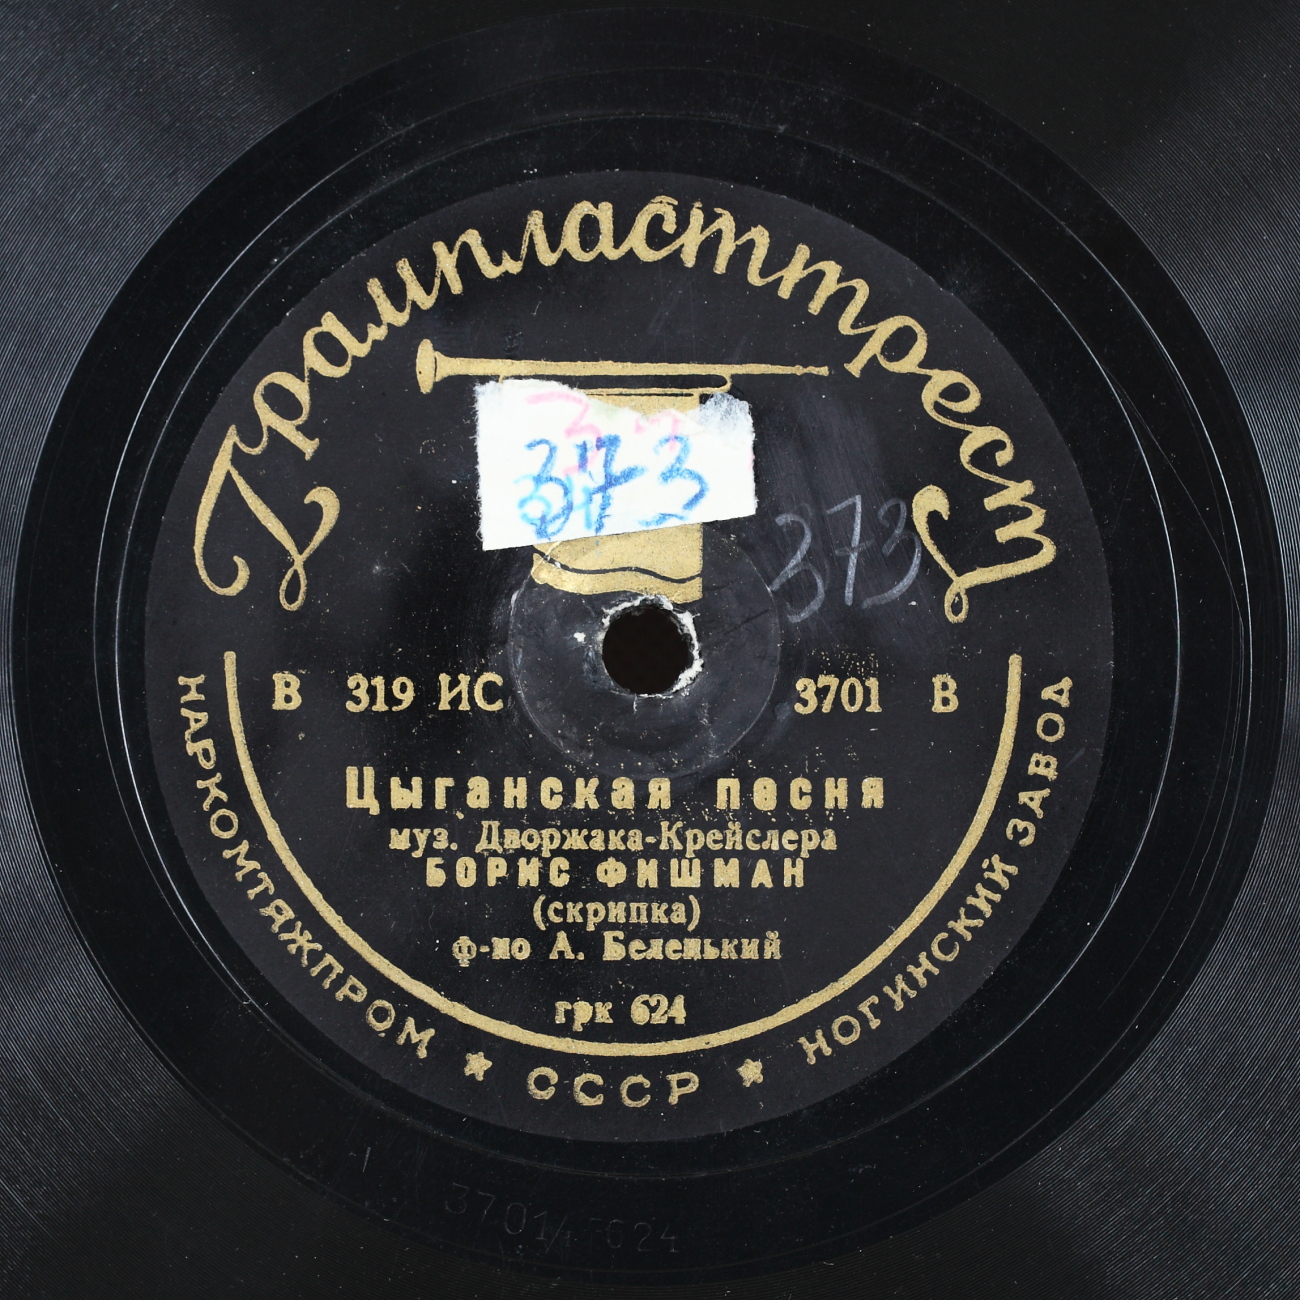 Грампласттрест
373
373
В 319 ИС 3701 В
Цыганская песня
муз. Дворжака-Крейслера
БОРИС ФИШМАН
(скрипка)
ф-но А. Беленький
грк 624
НАРКОМТЯЖПРОМ ★ СССР ★ НОГИНСКИЙ ЗАВОД
3701/ 624